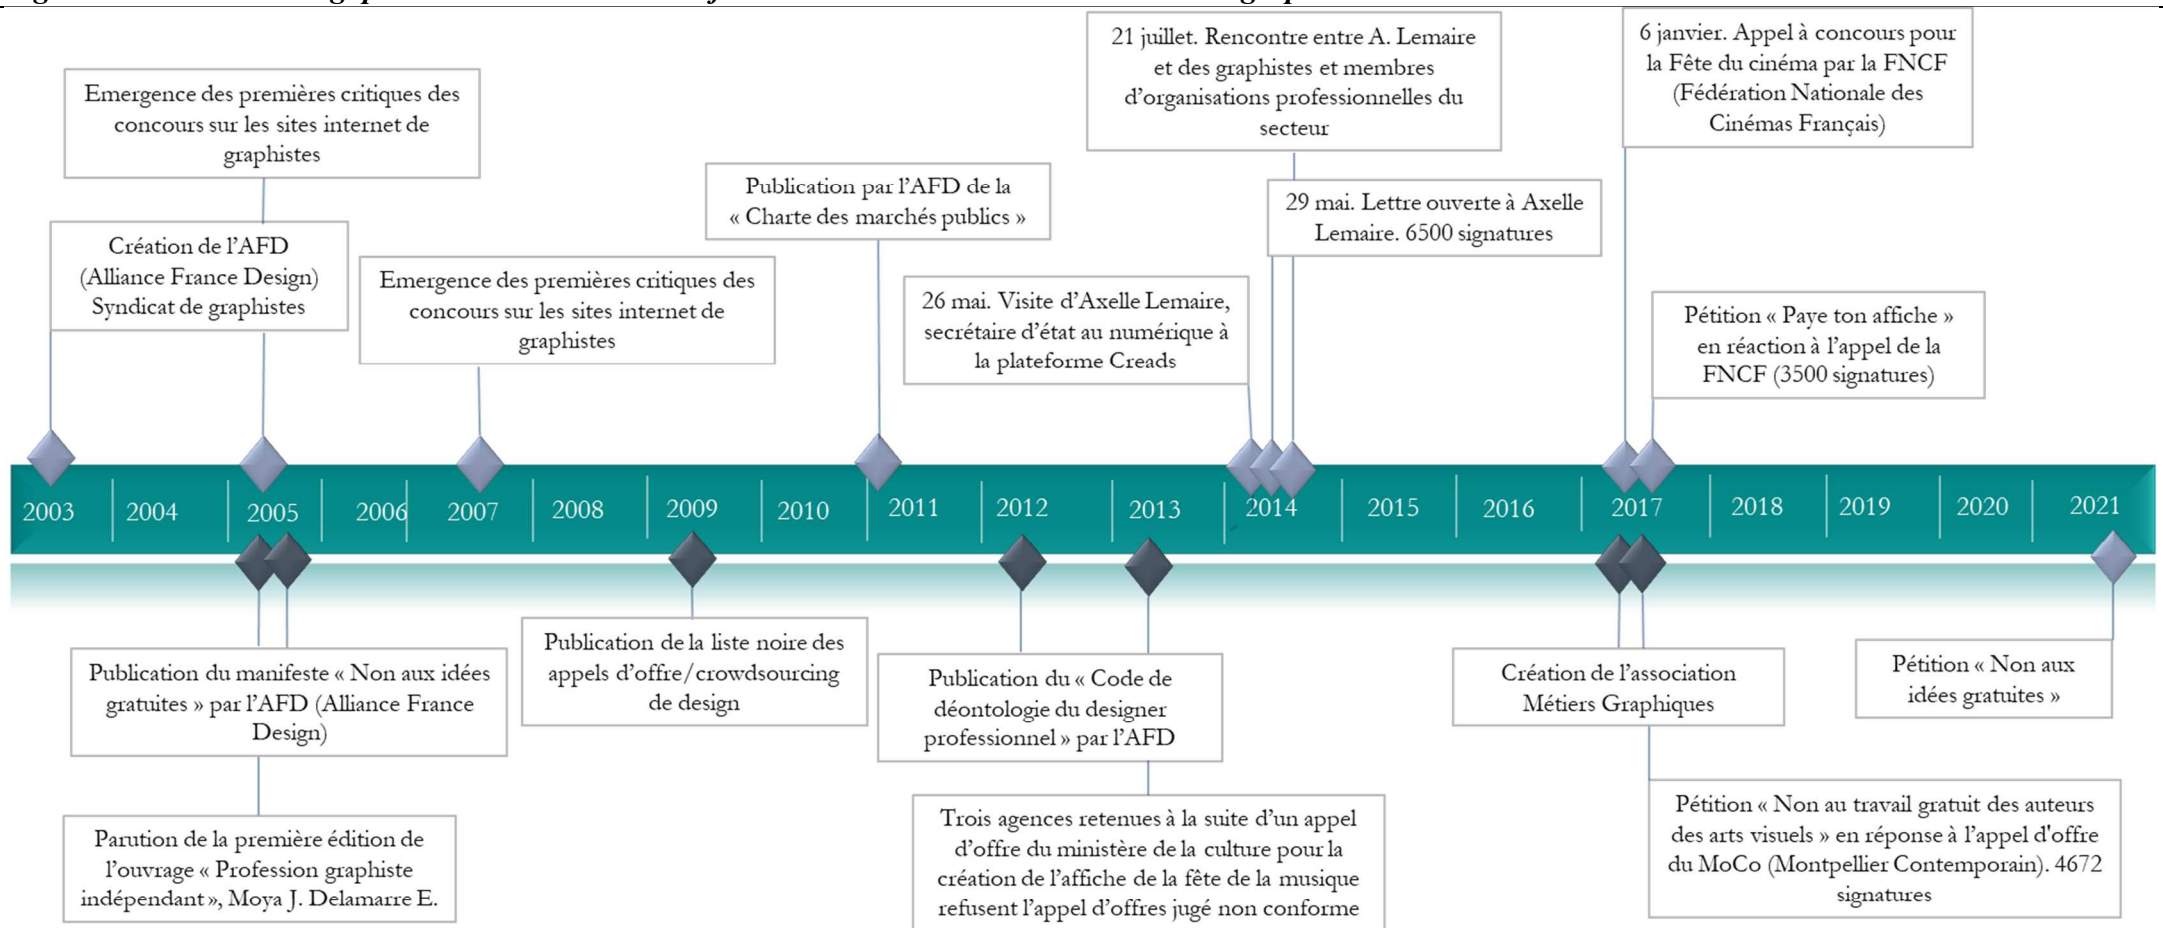 21 juillet. Rencontre entre A. Lemaire
et des graphistes et membres
d’organisations professionnelles du
secteur
6 janvier. Appel à concours pour
la Fête du cinéma par la FNCF
(Fédération Nationale des
Cinémas Français)
Emergence des premières critiques des
concours sur les sites internet de
graphistes
Publication par l’AFD de la
« Charte des marchés publics »
29 mai. Lettre ouverte à Axelle
Lemaire. 6500 signatures
Création de l’AFD
(Alliance France Design)
Syndicat de graphistes
Emergence des premières critiques des
concours sur les sites internet de
graphistes
26 mai. Visite d’Axelle Lemaire,
secrétaire d’état au numérique à
la plateforme Creads
Pétition « Paye ton affiche »
en réaction à l’appel de la
FNCF (3500 signatures)
2003 2004 2005 2006 2007 2008 2009 2010 2011 2012 2013 2014 2015 2016 2017 2018 2019 2020 2021
Publication du manifeste « Non aux idées
gratuites » par l’AFD (Alliance France
Design)
Publication de la liste noire des
appels d’offre/crowdsourcing
de design
Publication du « Code de
déontologie du designer
professionnel » par l’AFD
Création de l’association
Métiers Graphiques
Pétition « Non aux
idées gratuites »
Parution de la première édition de
l’ouvrage « Profession graphiste
indépendant », Moya J. Delamarre E.
Trois agences retenues à la suite d’un appel
d’offre du ministère de la culture pour la
création de l’affiche de la fête de la musique
refusent l’appel d’offres jugé non conforme
Pétition « Non au travail gratuit des auteurs
des arts visuels » en réponse à l’appel d'offre
du MoCo (Montpellier Contemporain). 4672
signatures